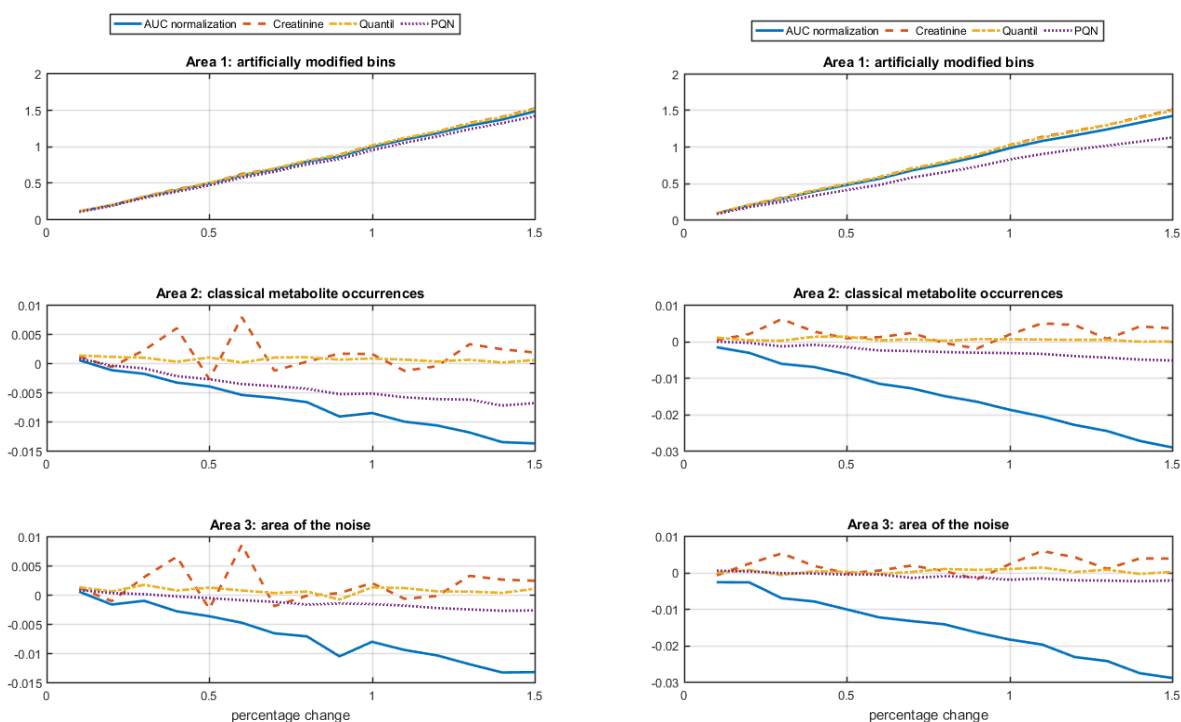 AUC normalization Creatinine Quantil PQN
Area 1: artificially modified bins
2
1.5
1
0.5
0
0 0.5 1 1.5
Area 2: classical metabolite occurrences
0.01
0.005
0
-0.005
-0.01
-0.015
0 0.5 1 1.5
Area 3: area of the noise
0.01
0.005
0
-0.005
-0.01
-0.015
0 0.5 1 1.5
percentage change
AUC normalization Creatinine Quantil PQN
Area 1: artificially modified bins
2
1.5
1
0.5
0
0 0.5 1 1.5
Area 2: classical metabolite occurrences
0.01
0
-0.01
-0.02
-0.03
0 0.5 1 1.5
Area 3: area of the noise
0.01
0
-0.01
-0.02
-0.03
0 0.5 1 1.5
percentage change